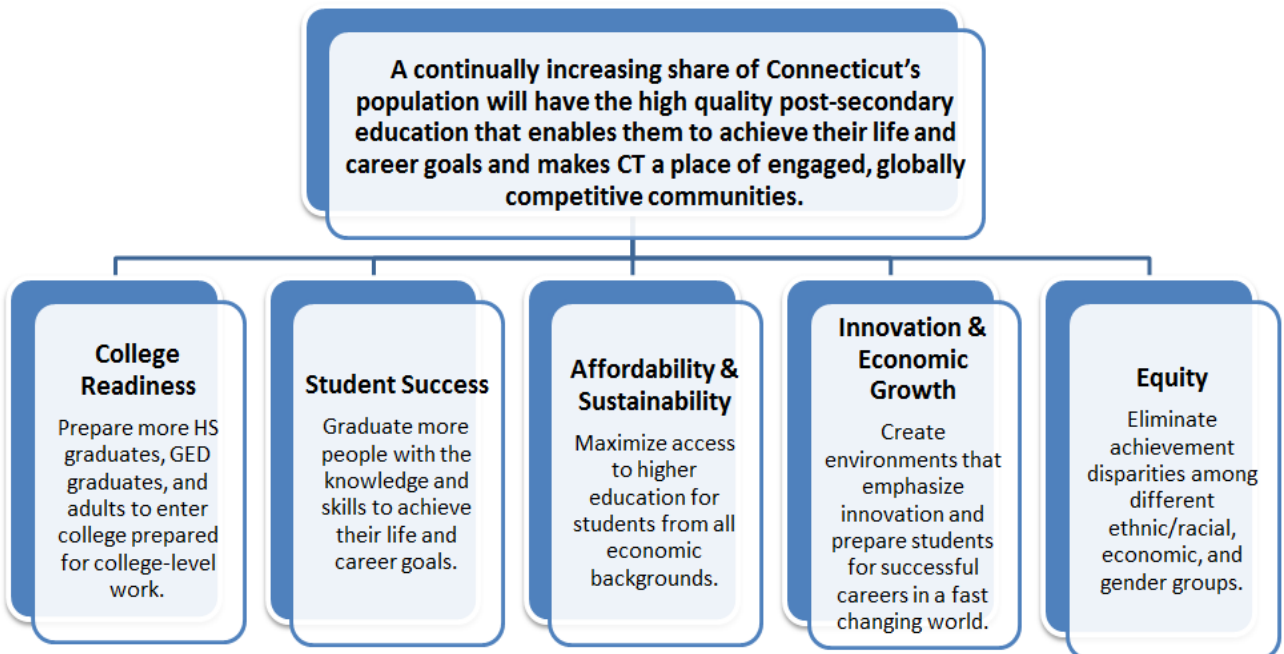 A continually increasing share of Connecticut's
population will have the high quality post-secondary
education that enables them to achieve their life and
career goals and makes CT a place of engaged, globally
competitive communities.
College
Readiness
Prepare more HS
graduates, GED
graduates, and
adults to enter
college prepared
for college-level
work.
Student Success
Graduate more
people with the
knowledge and
skills to achieve
their life and
career goals.
Affordability &
Sustainability
Maximize access
to higher
education for
students from all
economic
backgrounds.
Innovation &
Economic
Growth
Create
environments that
emphasize
innovation and
prepare students
for successful
careers in a fast
changing world.
Equity
Eliminate
achievement
disparities among
different
ethnic/racial,
economic, and
gender groups.